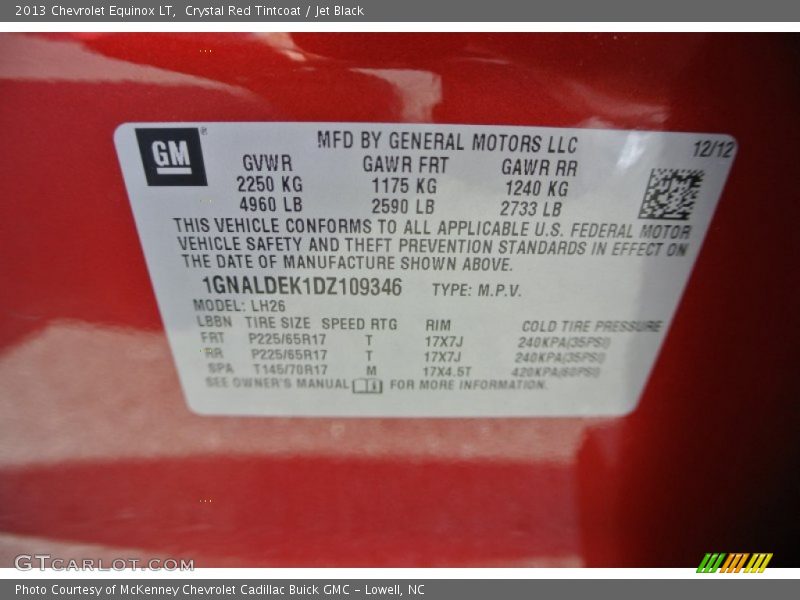 2013 Chevrolet Equinox LT,  Crystal Red Tintcoat / Jet Black
GM®
MFD BY GENERAL MOTORS LLC 12/12
GVWR GAWR FRT GAWR RR
2250 KG 1175 KG 1240 KG
4960 LB 2590 LB 2733 LB
THIS VEHICLE CONFORMS TO ALL APPLICABLE U.S. FEDERAL MOTOR
VEHICLE SAFETY AND THEFT PREVENTION STANDARDS IN EFFECT ON
THE DATE OF MANUFACTURE SHOWN ABOVE.
1GNALDEK1DZ109346 TYPE: M.P.V.
MODEL: LH26
LBBN TIRE SIZE SPEED RTG RIM COLD TIRE PRESSURE
FRT P225/65R17 T 17X7J 240KPA(35PSI)
RR P225/65R17 T 17X7J 240KPA(35PSI)
SPA T145/70R17 M 17X4.5T 420KPA(60PSI)
SEE OWNER'S MANUAL FOR MORE INFORMATION.
GTCARLOT.COM
Photo Courtesy of McKenney Chevrolet Cadillac Buick GMC - Lowell, NC